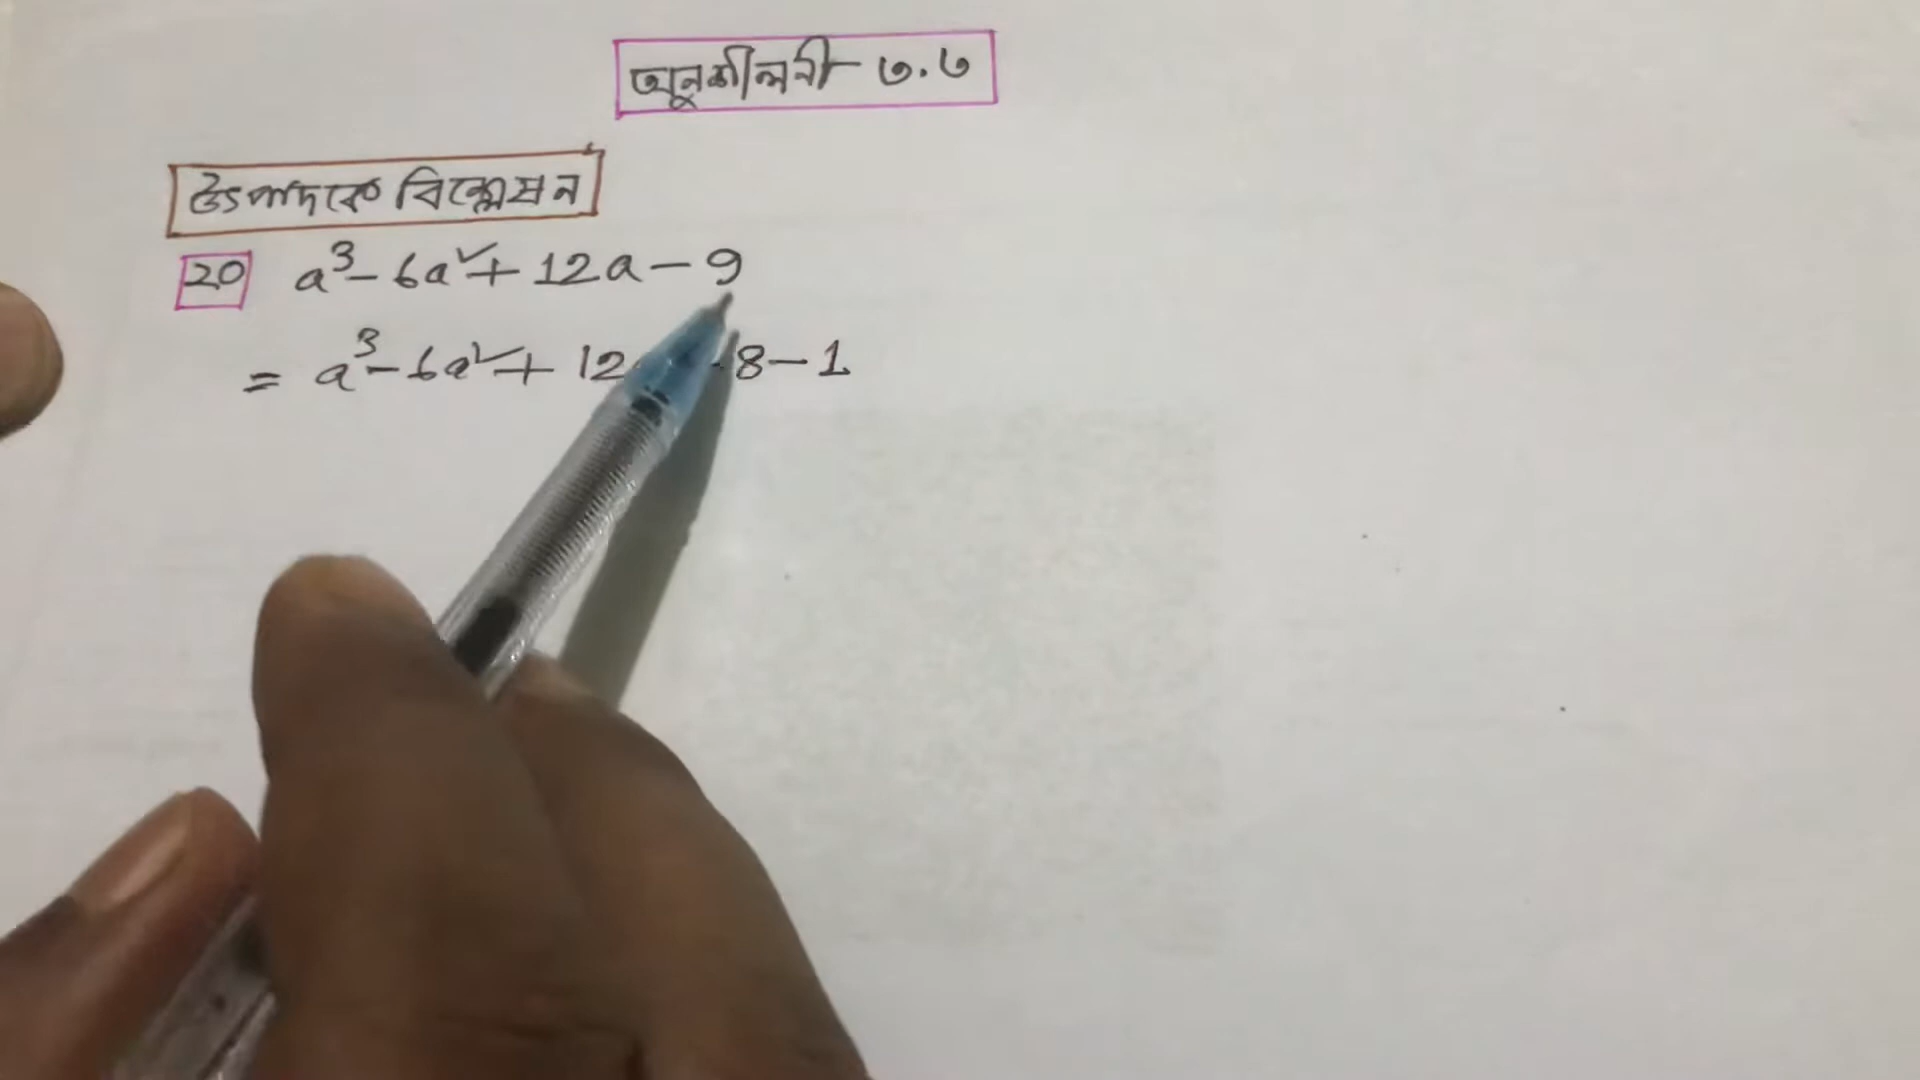 অনুশীলনী - ৩.৩
উৎপাদকে বিশ্লেষন
20 a³ - 6a² + 12a - 9
= a³ - 6a² + 12 - 8 - 1